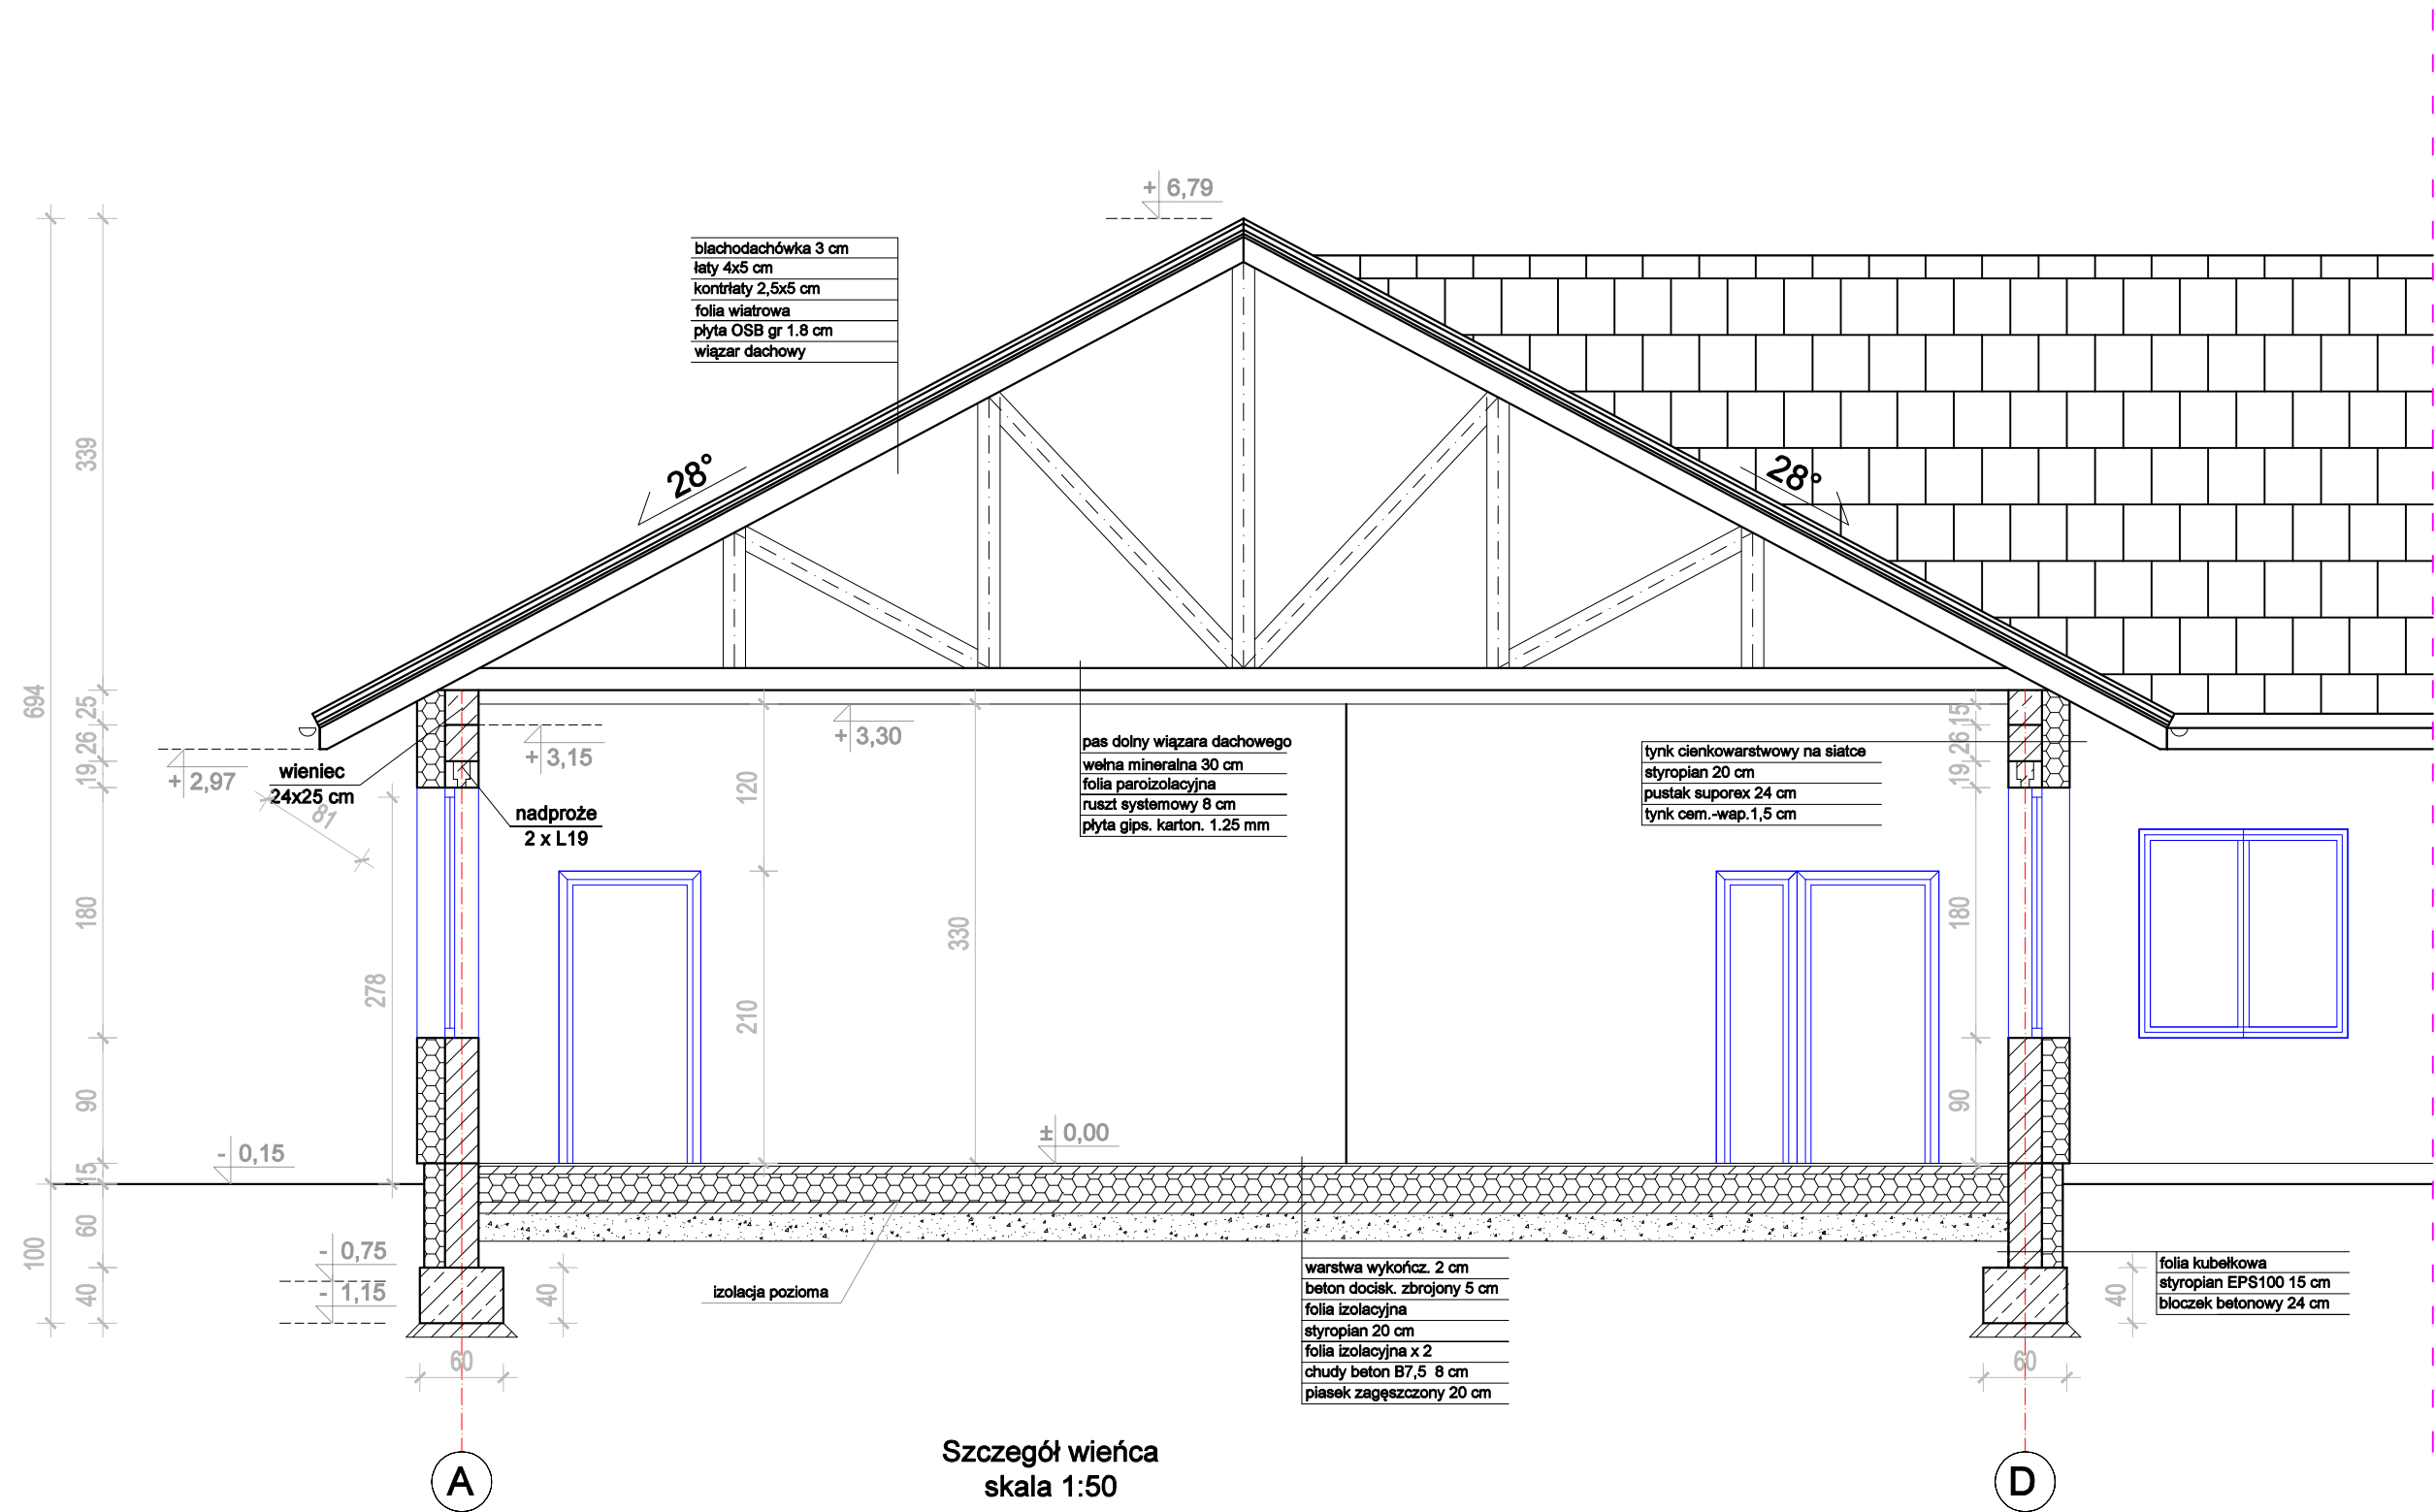 + 6,79
blachodachówka 3 cm
łaty 4x5 cm
kontrłaty 2,5x5 cm
folia wiatrowa
płyta OSB gr 1.8 cm
wiązar dachowy
28°
28°
339
694
25
26
19
180
90
15
60
40
100
+ 2,97
wieniec
24x25 cm
81
278
+ 3,15
nadproże
2 x L19
+ 3,30
120
210
330
pas dolny wiązara dachowego
wełna mineralna 30 cm
folia paroizolacyjna
ruszt systemowy 8 cm
płyta gips. karton. 1.25 mm
tynk cienkowarstwowy na siatce
styropian 20 cm
pustak suporex 24 cm
tynk cem.-wap.1,5 cm
15
26
19
180
90
± 0,00
- 0,15
- 0,75
- 1,15
40
60
izolacja pozioma
warstwa wykończ. 2 cm
beton docisk. zbrojony 5 cm
folia izolacyjna
styropian 20 cm
folia izolacyjna x 2
chudy beton B7,5 8 cm
piasek zagęszczony 20 cm
folia kubełkowa
styropian EPS100 15 cm
bloczek betonowy 24 cm
40
60
A
D
Szczegół wieńca
skala 1:50